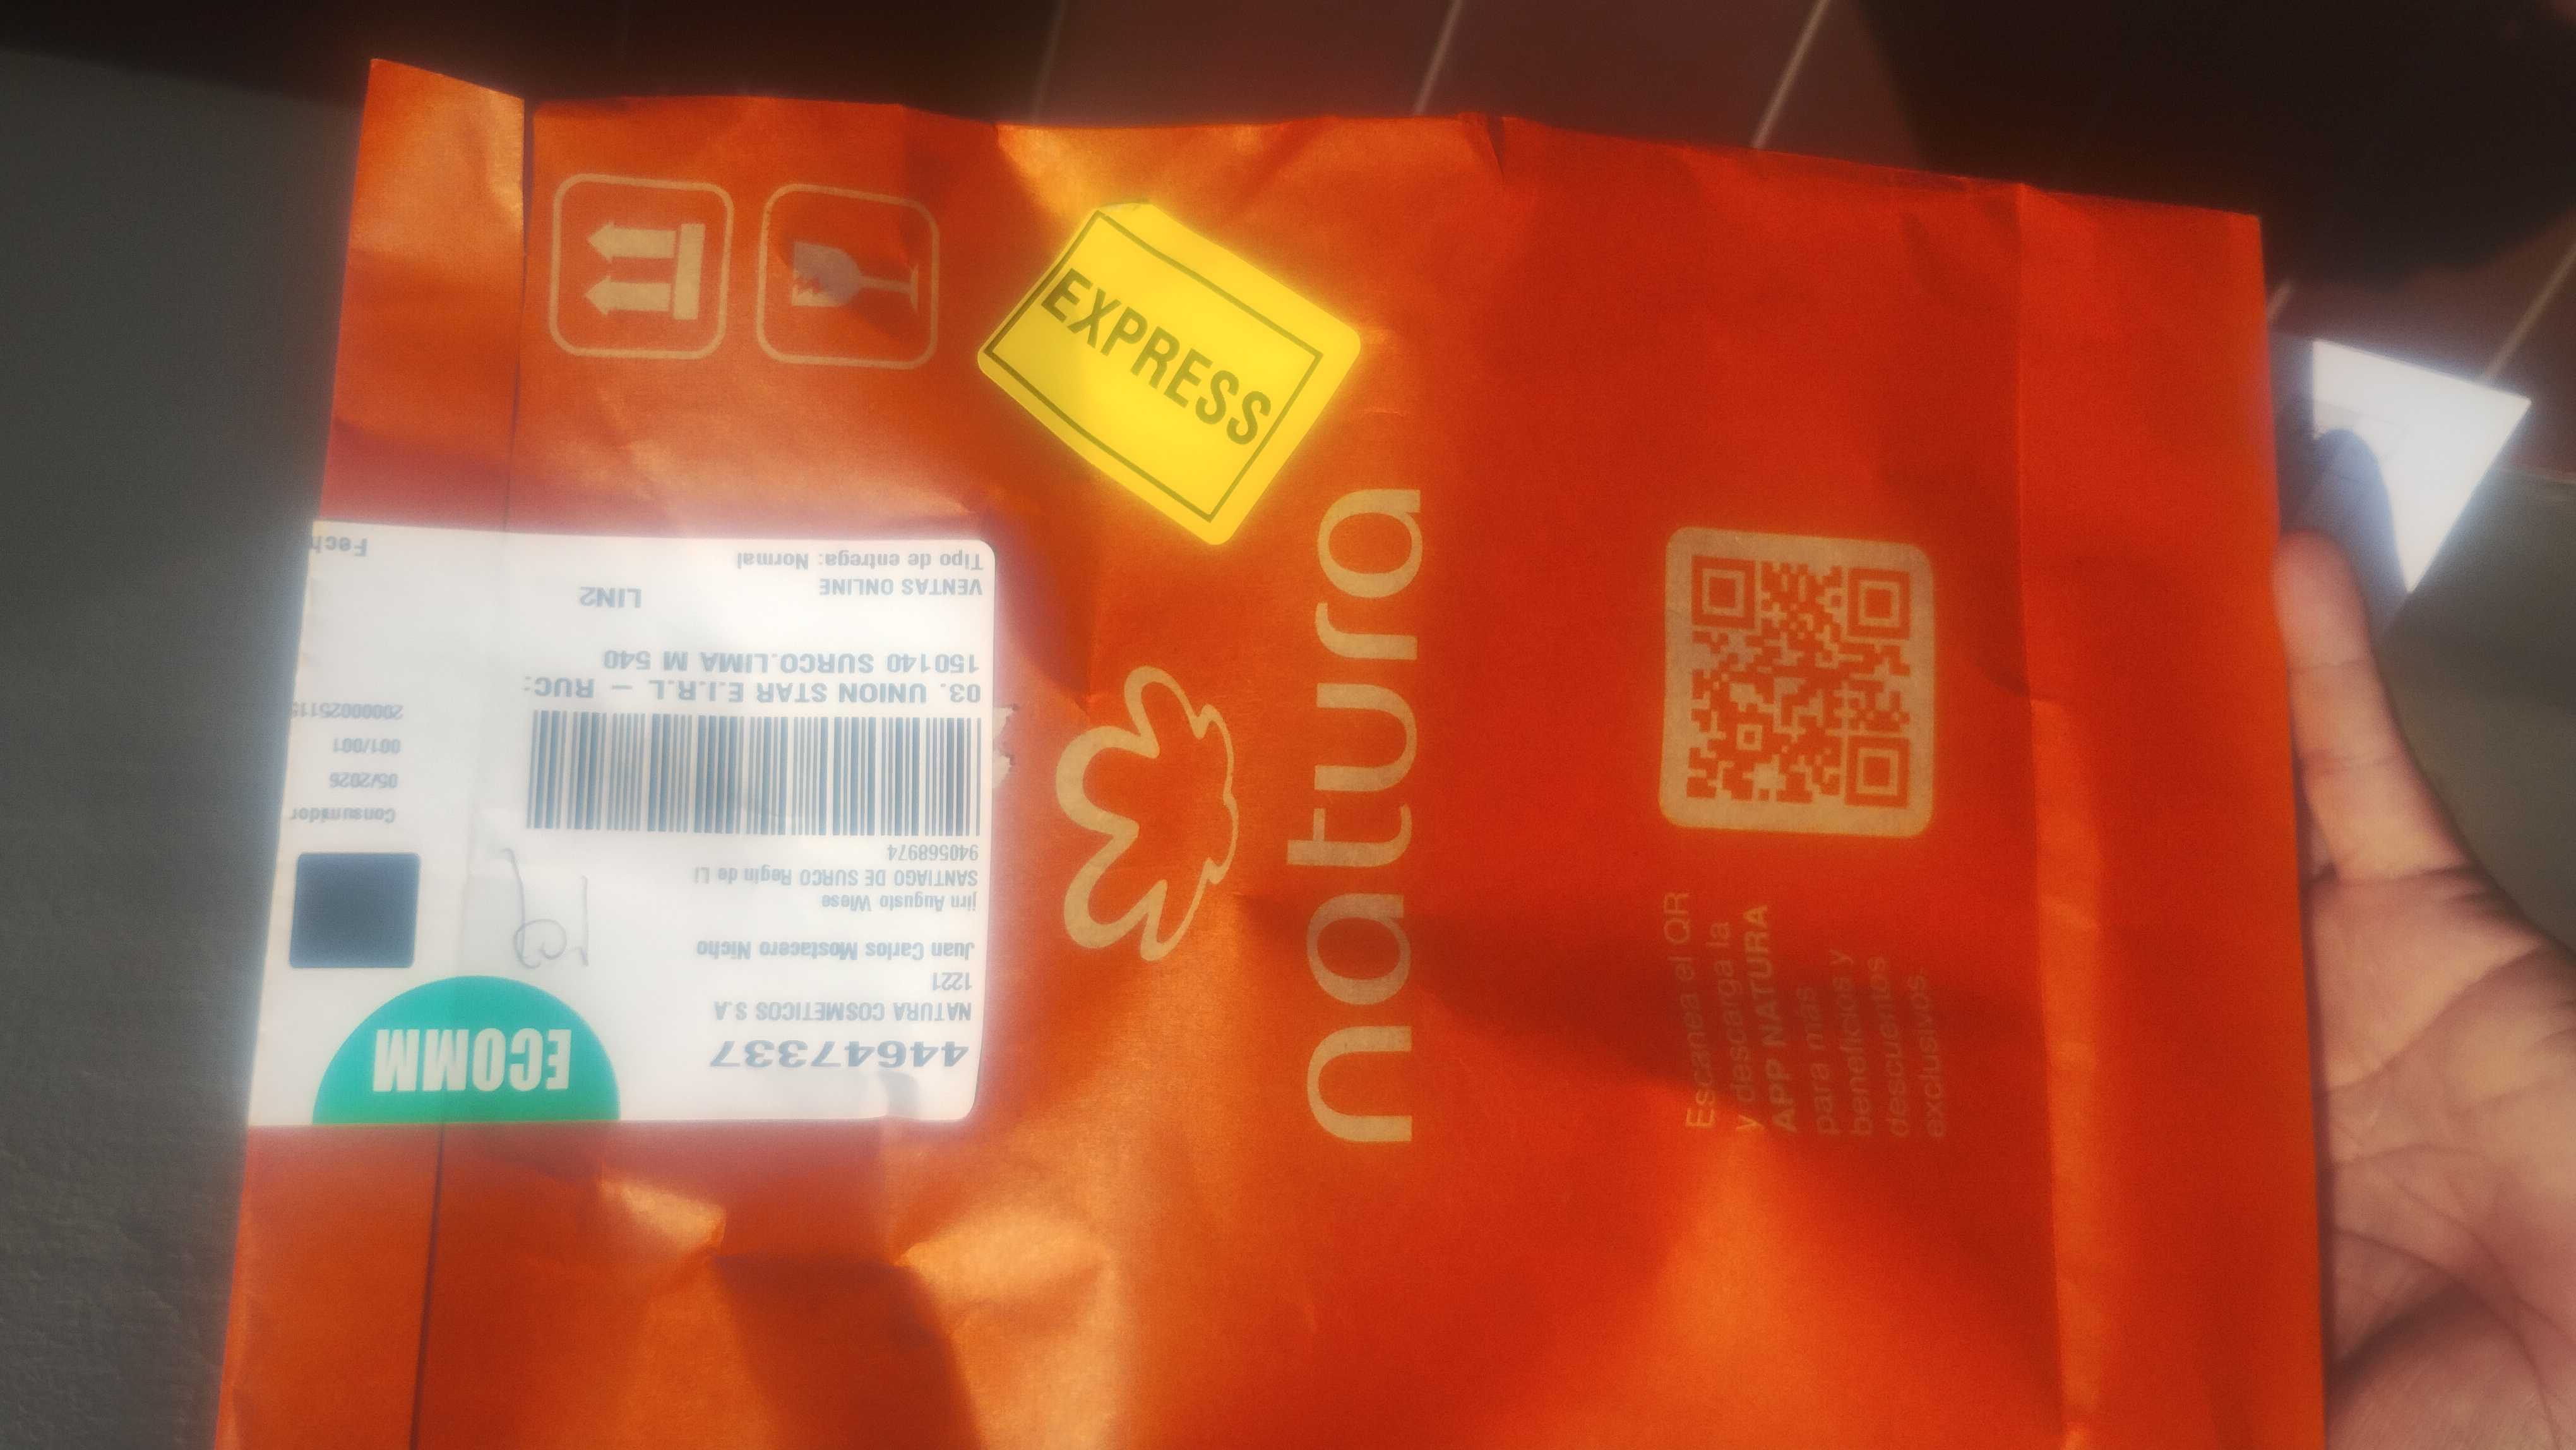 EXPRESS
natura
Escanea el QR
y descarga la
APP NATURA
para más
beneficios y
descuentos
exclusivos.
44647337
NATURA COSMETICOS S.A
1221
Juan Carlos Mostacero Nicho
jirn Augusto Wiese
SANTIAGO DE SURCO Regin de Li
940568974
03. UNION STAR E.I.R.L - RUC:
150140 SURCO.LIMA M 540
VENTAS ONLINE LIN2
Tipo de entrega: Normal
ECOMM
Consumidor
05/2026
001/001
Fech